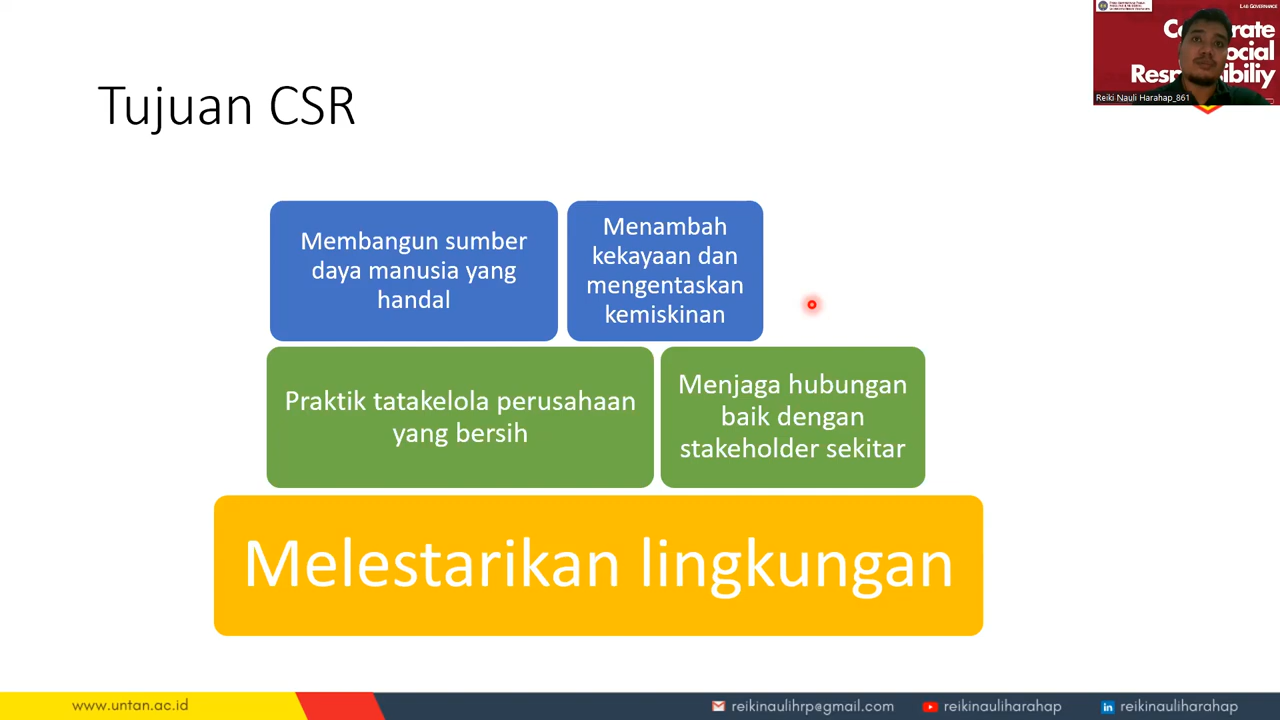 LAB GOVERNANCE
Tujuan CSR
Reiki Nauli Harahap_861
Membangun sumber
daya manusia yang
handal
Menambah
kekayaan dan
mengentaskan
kemiskinan
Praktik tatakelola perusahaan
yang bersih
Menjaga hubungan
baik dengan
stakeholder sekitar
Melestarikan lingkungan
www.untan.ac.id
reikinaulihrp@gmail.com
reikinauliharahap
reikinauliharahap